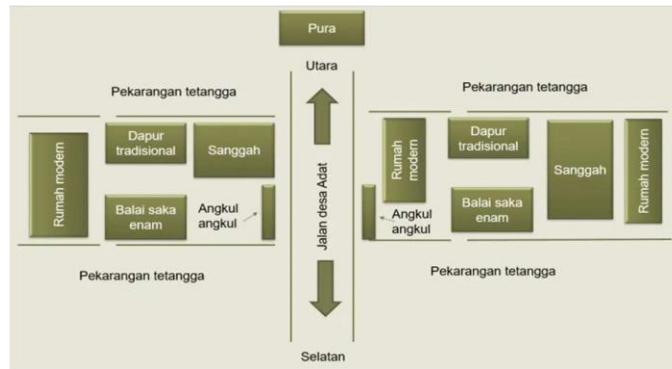 Pura
Utara
Pekarangan tetangga
Pekarangan tetangga
Rumah modern
Dapur
tradisional
Sanggah
Balai saka
enam
Angkul
angkul
Jalan desa Adat
Rumah
modern
Dapur
tradisional
Sanggah
Rumah modern
Angkul
angkul
Balai saka
enam
Pekarangan tetangga
Pekarangan tetangga
Selatan